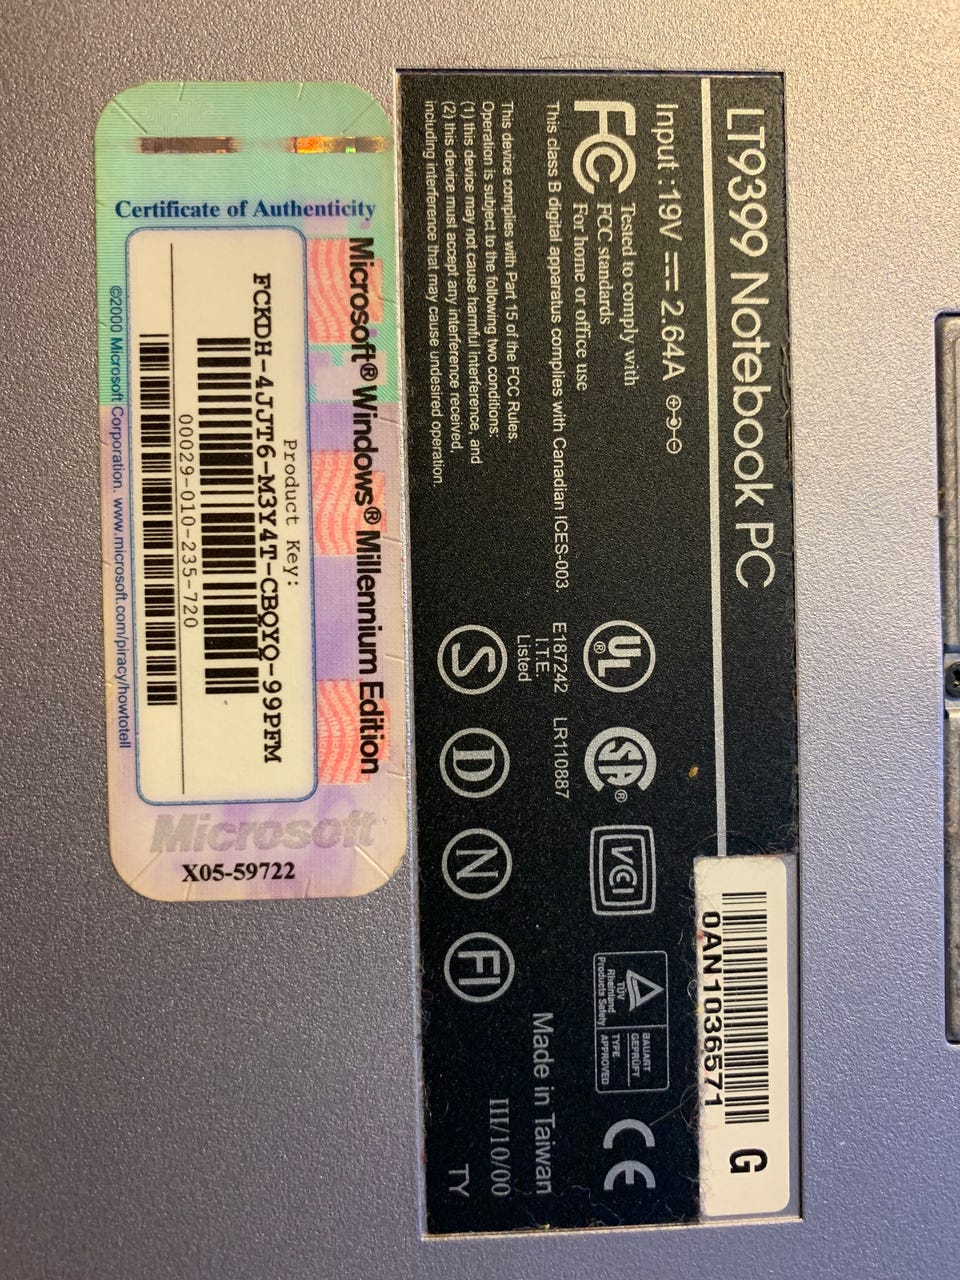 LT9399 Notebook PC
Input :19V 2.64A
FCC
Tested to comply with
FCC standards
For home or office use
This class B digital apparatus complies with Canadian ICES-003.
This device complies with Part 15 of the FCC Rules.
Operation is subject to the following two conditions:
(1) this device may not cause harmful interference, and
(2) this device must accept any interference received,
including interference that may cause undesired operation.
UL ®
E187242
I.T.E.
Listed
SA ®
LR110887
VCI
TÜV
Rheinland
Products Safety
BAUART
GEPRÜFT
TYPE
APPROVED
CE
S D N FI
Made in Taiwan
III/10/00
TY
0AN1036571
G
Certificate of Authenticity
Microsoft® Windows® Millennium Edition
Product Key:
FCKDH-4JJT6-M3Y4T-CBQYQ-99PFM
00029-010-235-720
©2000 Microsoft Corporation. www.microsoft.com/piracy/howtotell
Microsoft
X05-59722